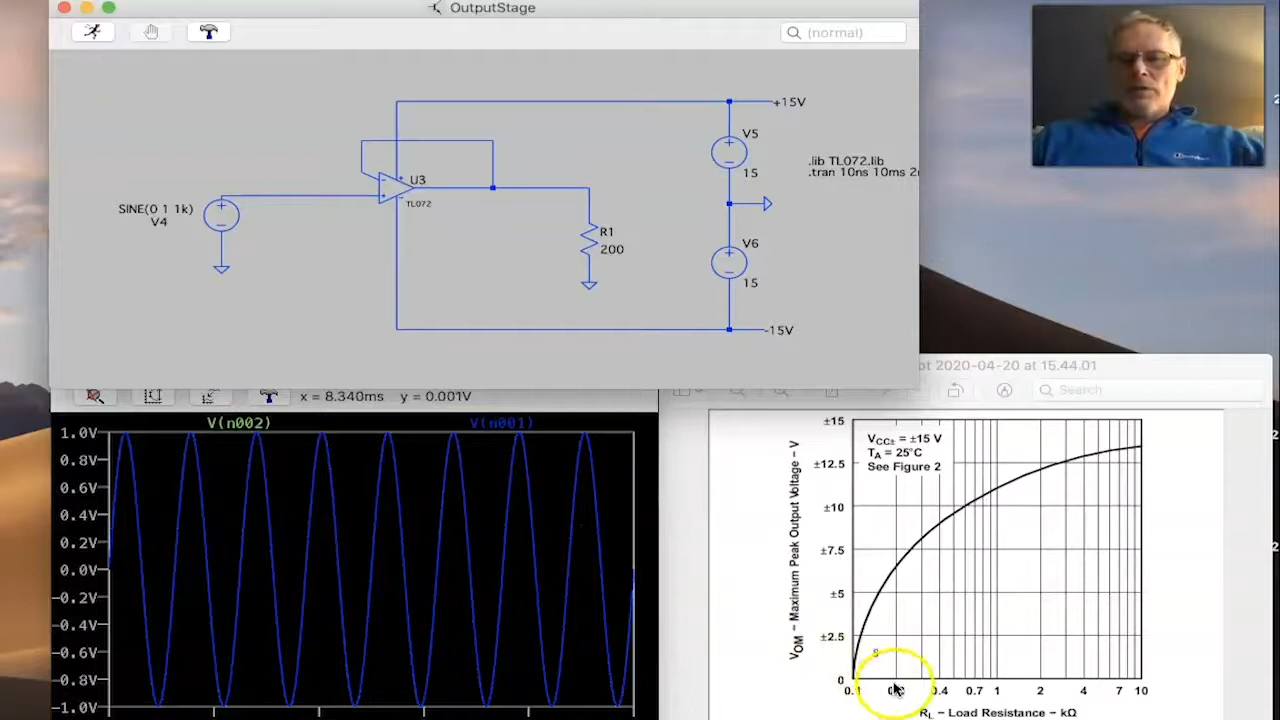 OutputStage
(normal)
+15V
V5
15
.lib TL072.lib
.tran 10ns 10ms
U3
TL072
SINE(0 1 1k)
V4
R1
200
V6
15
-15V
2020-04-20 at 15.44.01
x = 8.340ms y = 0.001V
Search
V(n002) V(n001)
1.0V
0.8V
0.6V
0.4V
0.2V
0.0V
-0.2V
-0.4V
-0.6V
-0.8V
-1.0V
VOM – Maximum Peak Output Voltage – V
±15
±12.5
±10
±7.5
±5
±2.5
0
VCC± = ±15 V
TA = 25°C
See Figure 2
0.1 0.4 0.7 1 2 4 7 10
RL – Load Resistance – kΩ